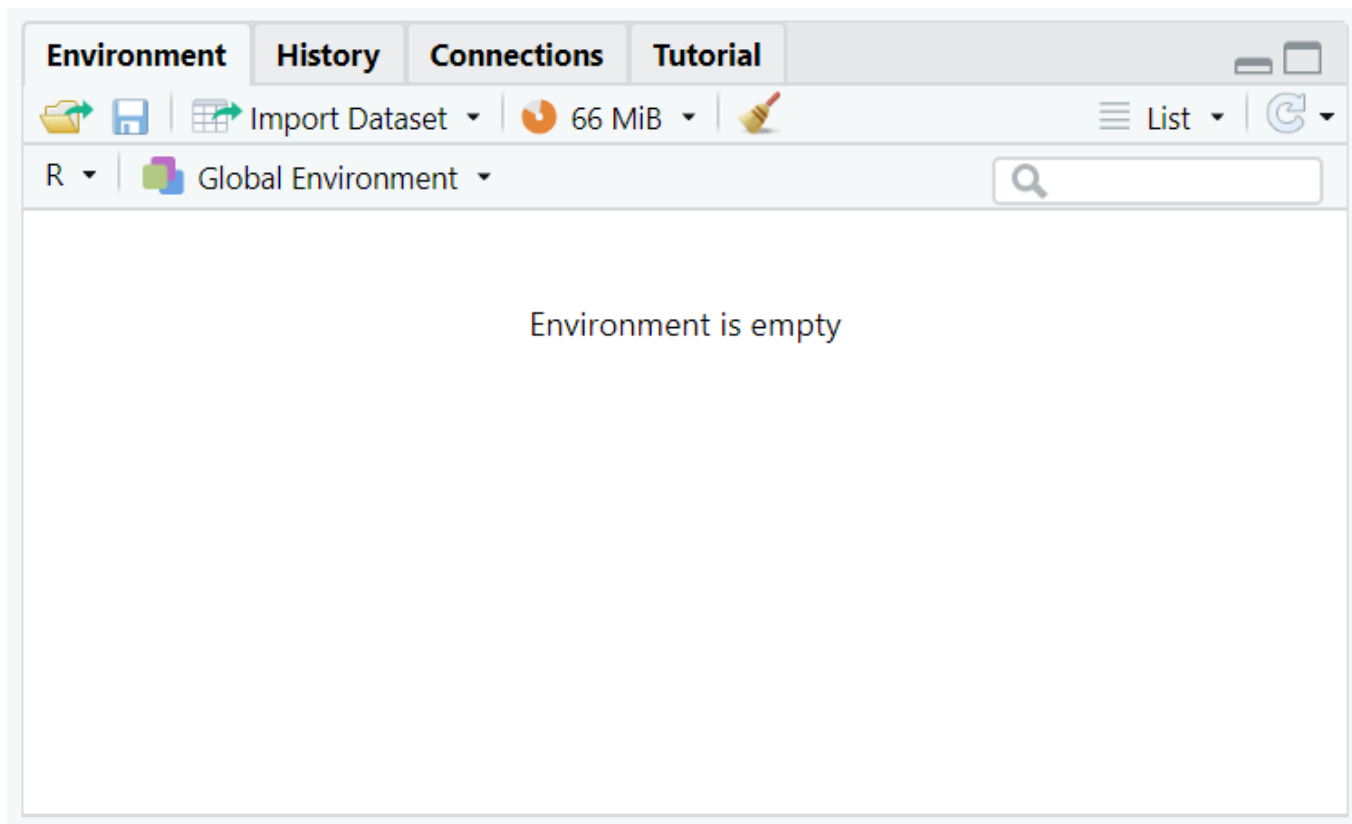 Environment History Connections Tutorial
Import Dataset 66 MiB List
R Global Environment
Environment is empty